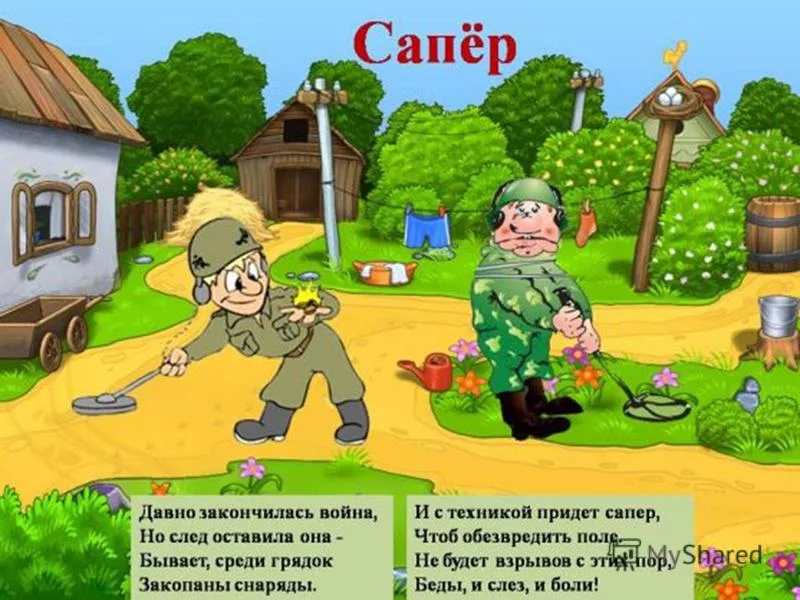 Сапёр
Давно закончилась война,
Но след оставила она -
Бывает, среди грядок
Закопаны снаряды.
И с техникой придет сапер,
Чтоб обезвредить поле.
Не будет взрывов с этих пор,
Беды, и слез, и боли!
MyShared